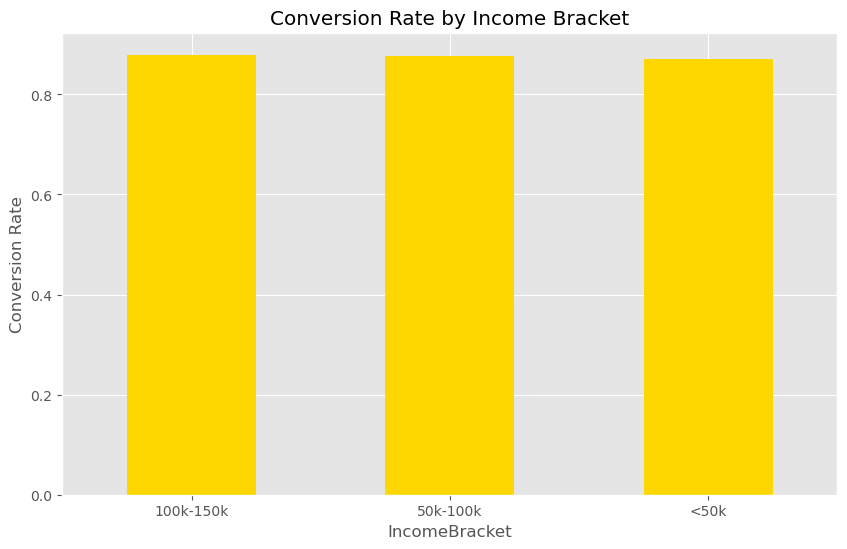 Conversion Rate by Income Bracket
Conversion Rate
0.8
0.6
0.4
0.2
0.0
100k-150k
50k-100k
<50k
IncomeBracket